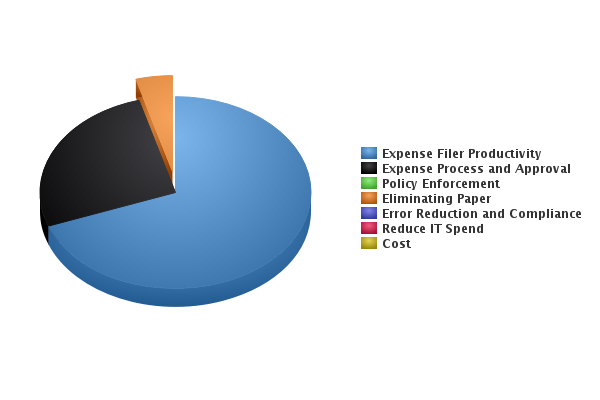 Expense Filer Productivity
Expense Process and Approval
Policy Enforcement
Eliminating Paper
Error Reduction and Compliance
Reduce IT Spend
Cost